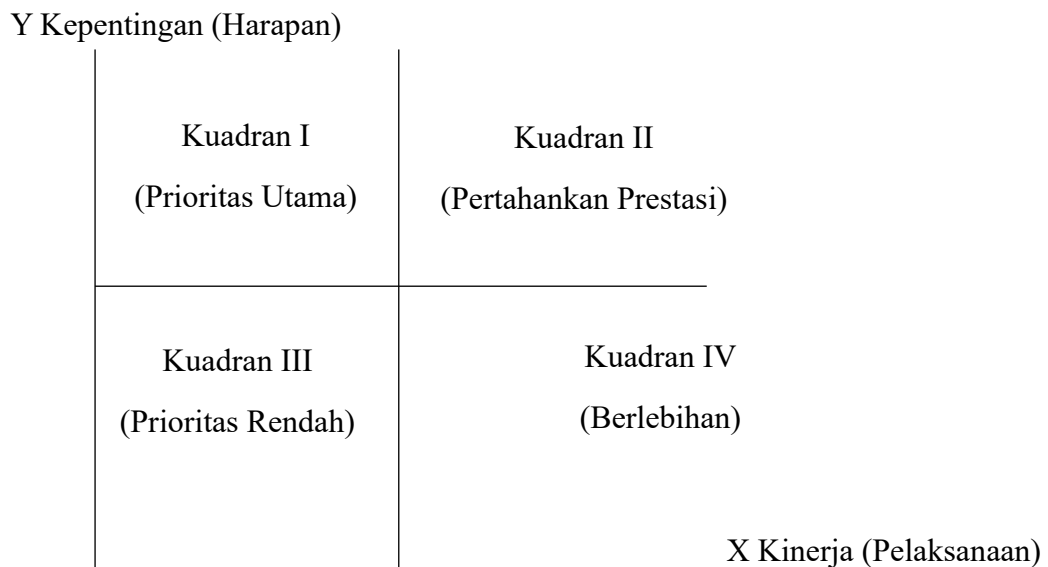 Y Kepentingan (Harapan)
Kuadran I
(Prioritas Utama)
Kuadran II
(Pertahankan Prestasi)
Kuadran III
(Prioritas Rendah)
Kuadran IV
(Berlebihan)
X Kinerja (Pelaksanaan)